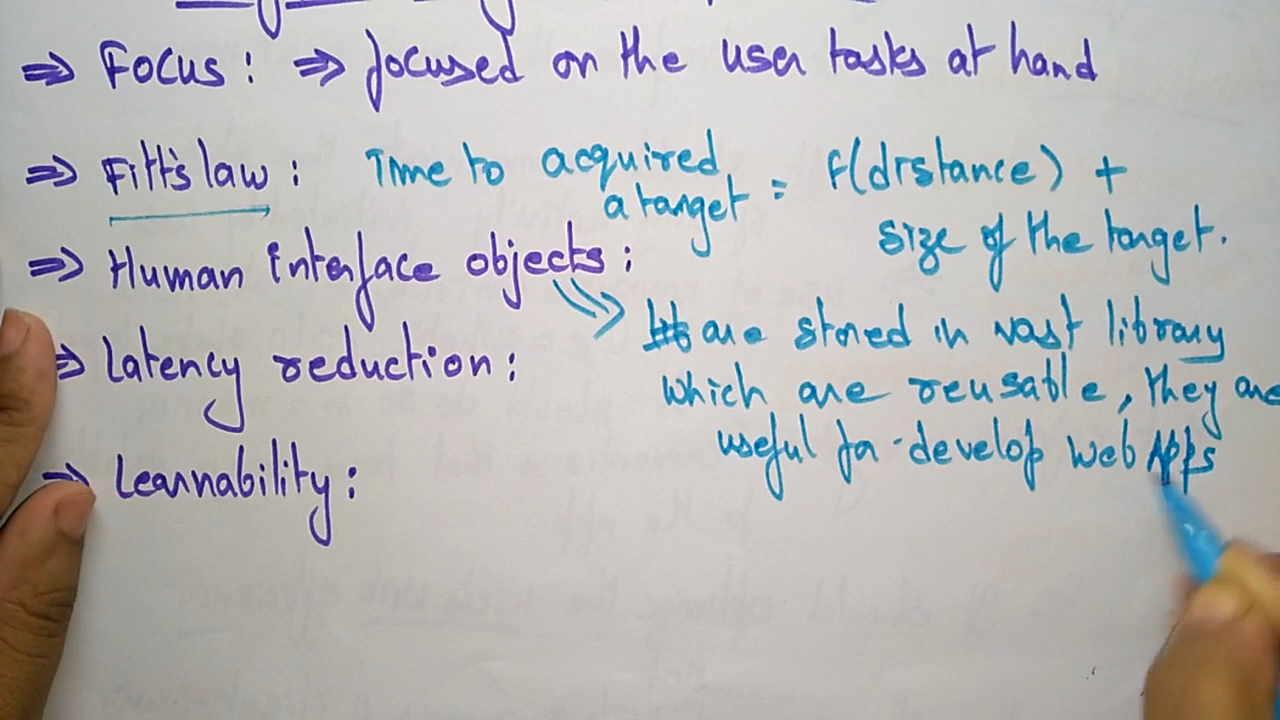 ⇒ Focus : ⇒ focused on the user tasks at hand
⇒ Fitt's law : Time to acquired a target = f(distance) + size of the target.
⇒ Human interface objects :
⇒ are stored in vast library
which are reusable, they are
useful for develop web Apps
⇒ Latency reduction :
⇒ Learnability :